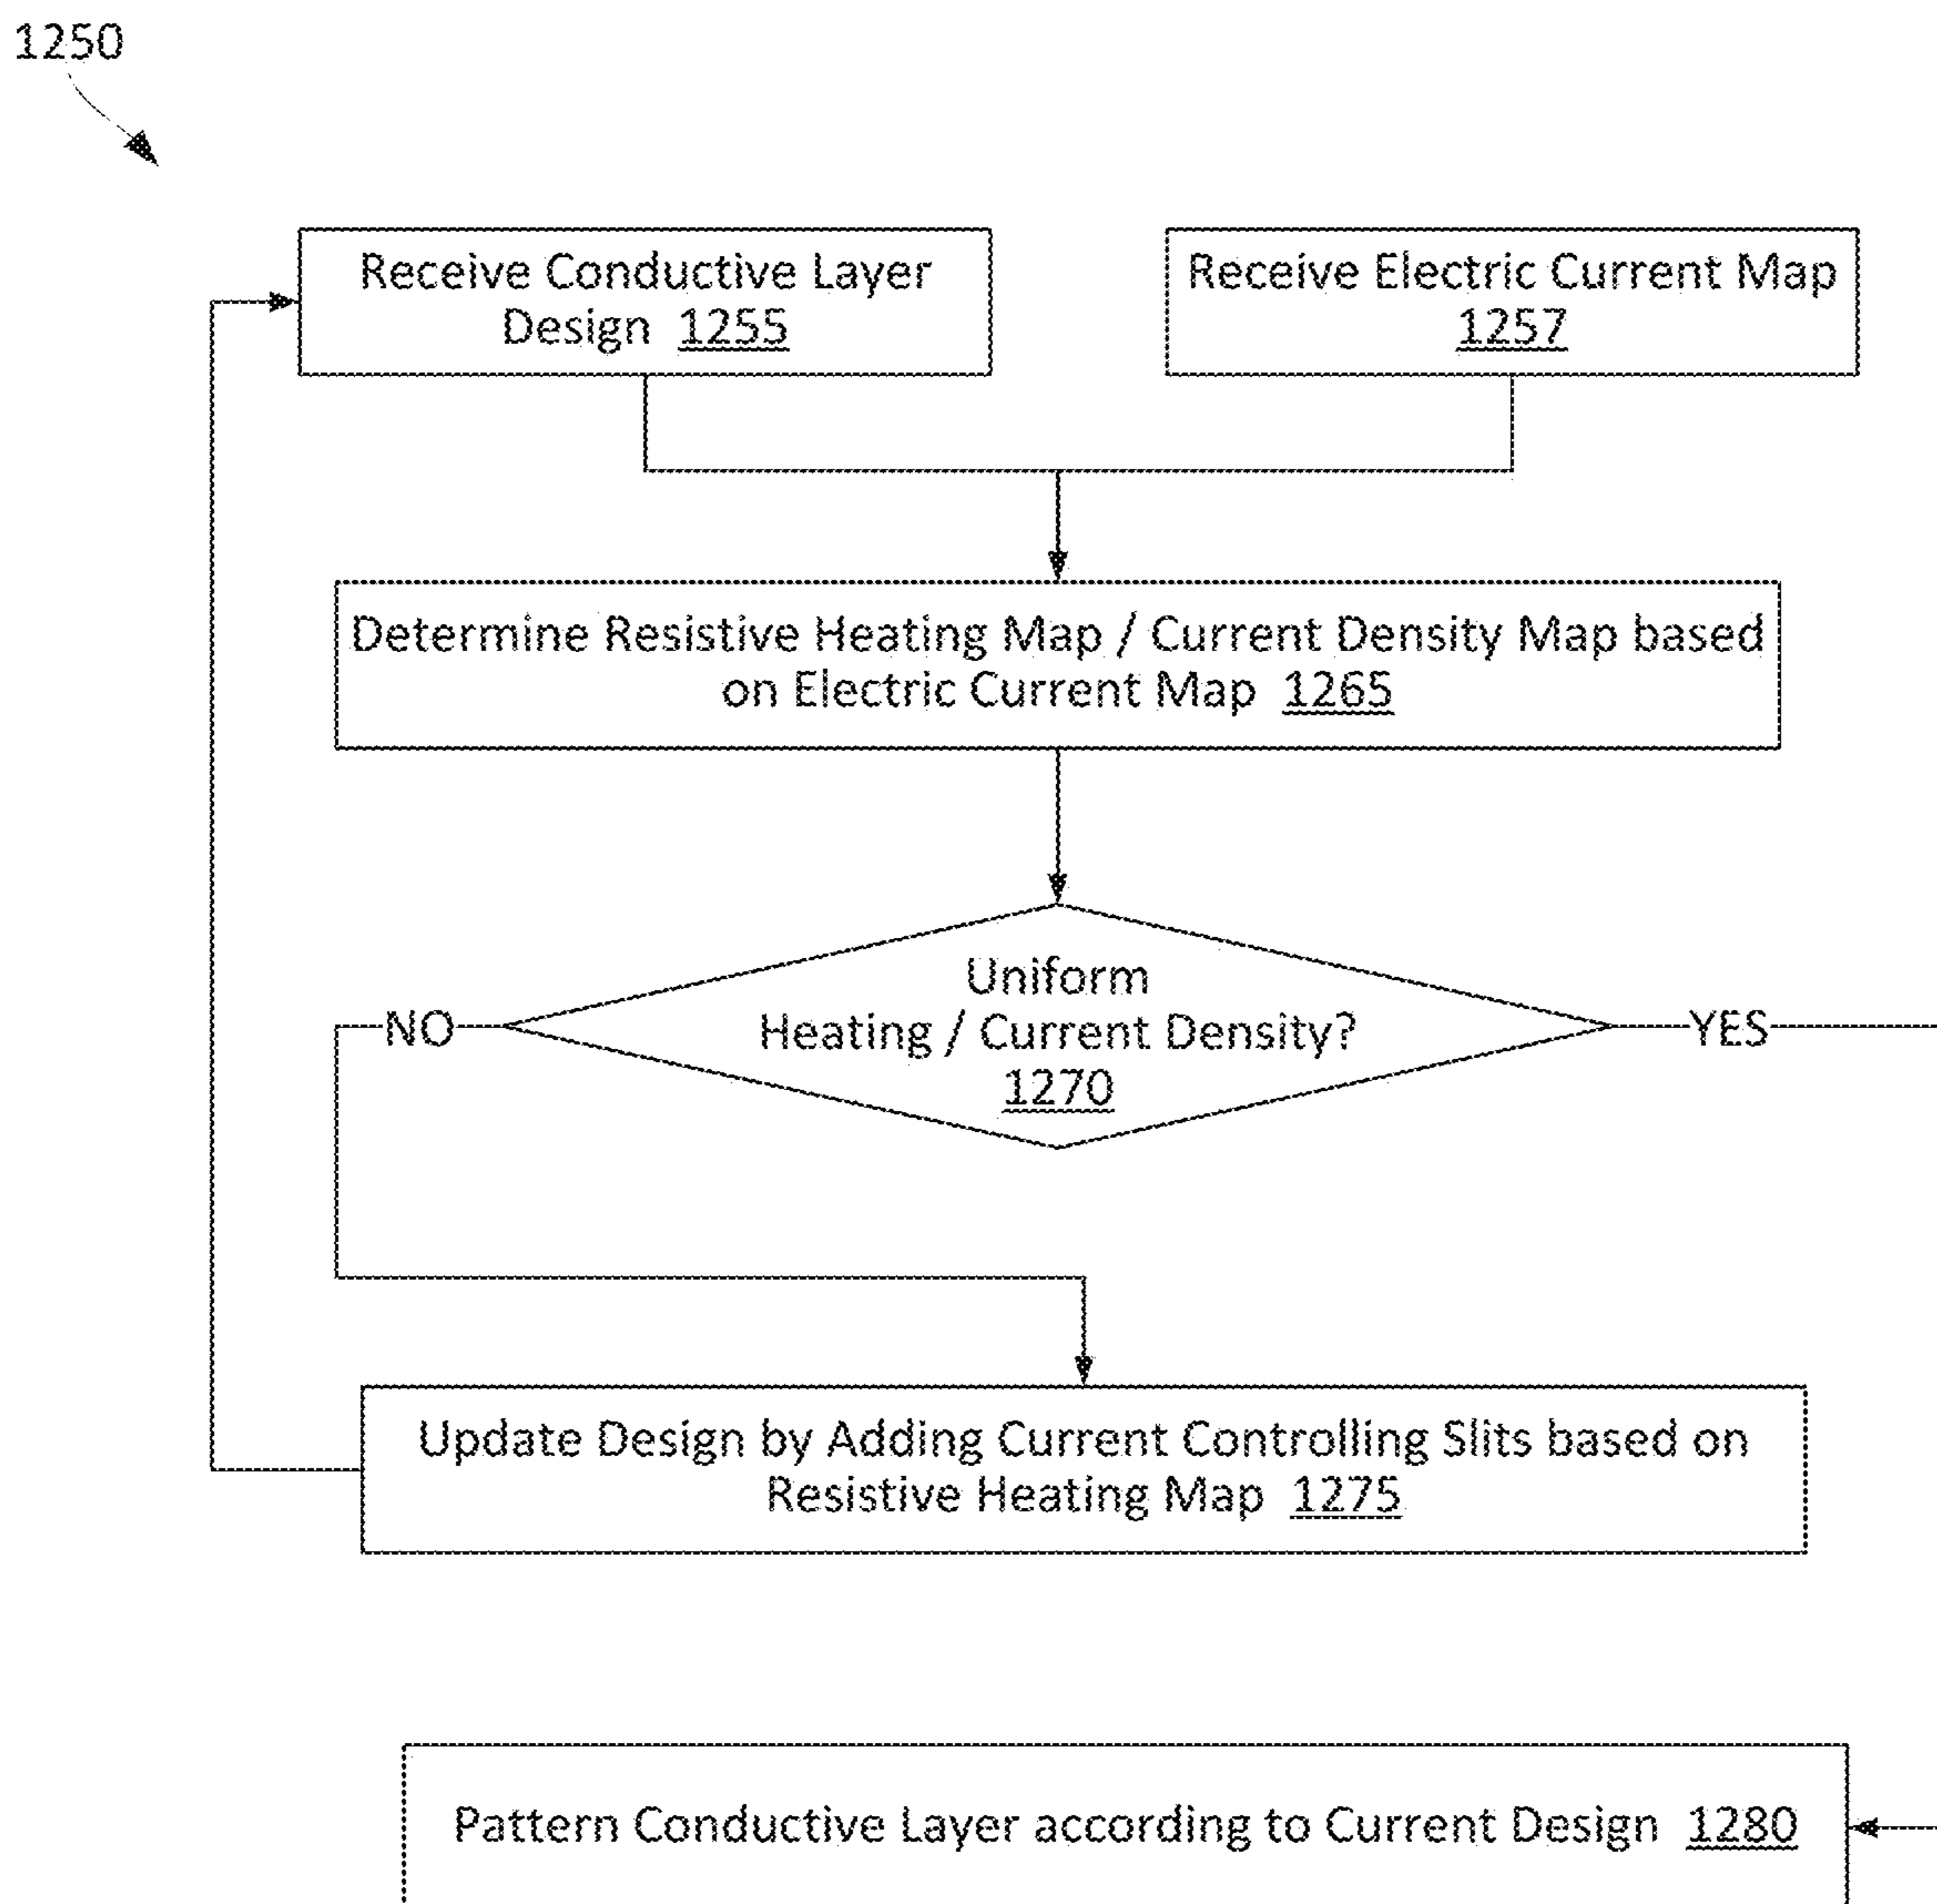 1250
Receive Conductive Layer
Design 1255
Receive Electric Current Map
1257
Determine Resistive Heating Map / Current Density Map based
on Electric Current Map 1265
Uniform
Heating / Current Density?
1270
NO
YES
Update Design by Adding Current Controlling Slits based on
Resistive Heating Map 1275
Pattern Conductive Layer according to Current Design 1280